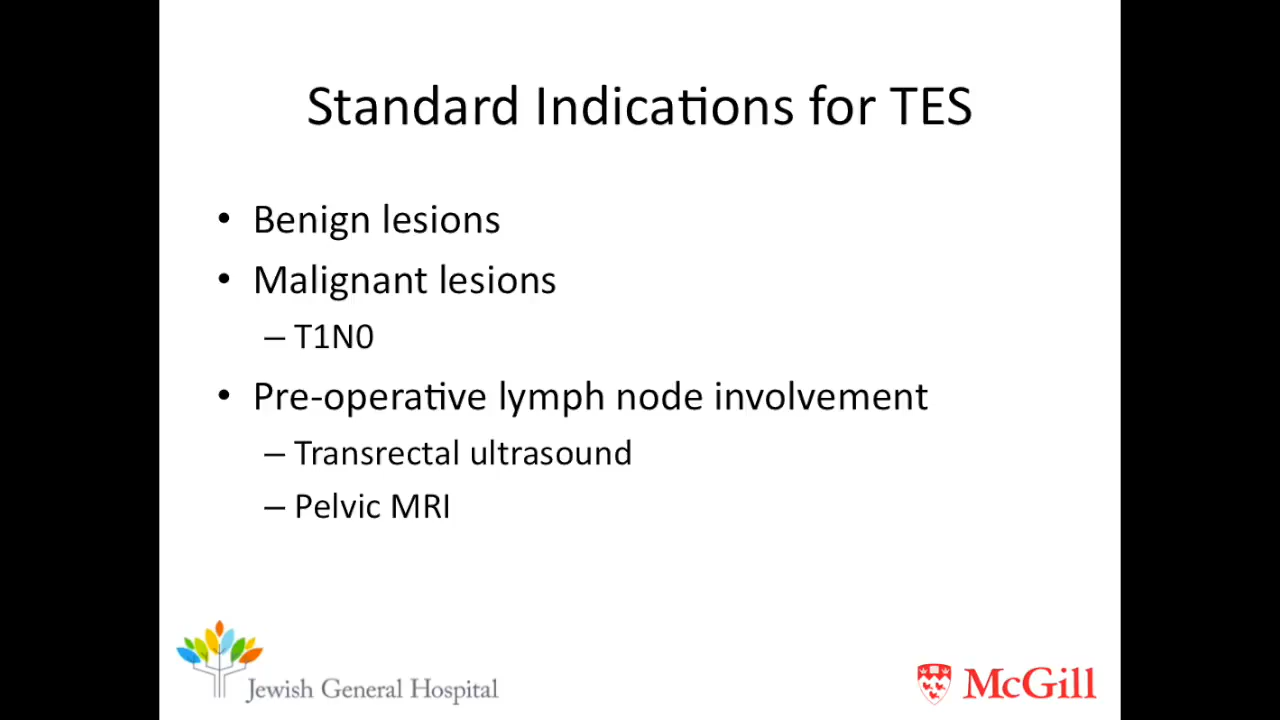 Standard Indications for TES
• Benign lesions
• Malignant lesions
– T1N0
• Pre-operative lymph node involvement
– Transrectal ultrasound
– Pelvic MRI
Jewish General Hospital
McGill